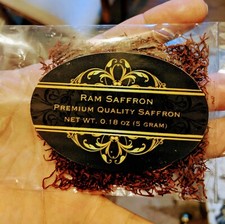 Ram Saffron
Premium Quality Saffron
Net Wt. 0.18 oz (5 gram)